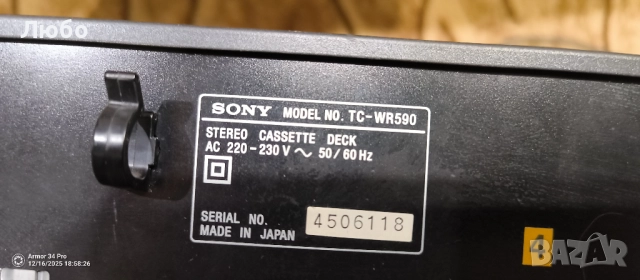 Любо
SONY MODEL NO. TC-WR590
STEREO CASSETTE DECK
AC 220-230 V ~ 50/60 Hz
SERIAL NO. 4506118
MADE IN JAPAN
Armor 34 Pro
12/16/2025 18:58:26
BAZAR